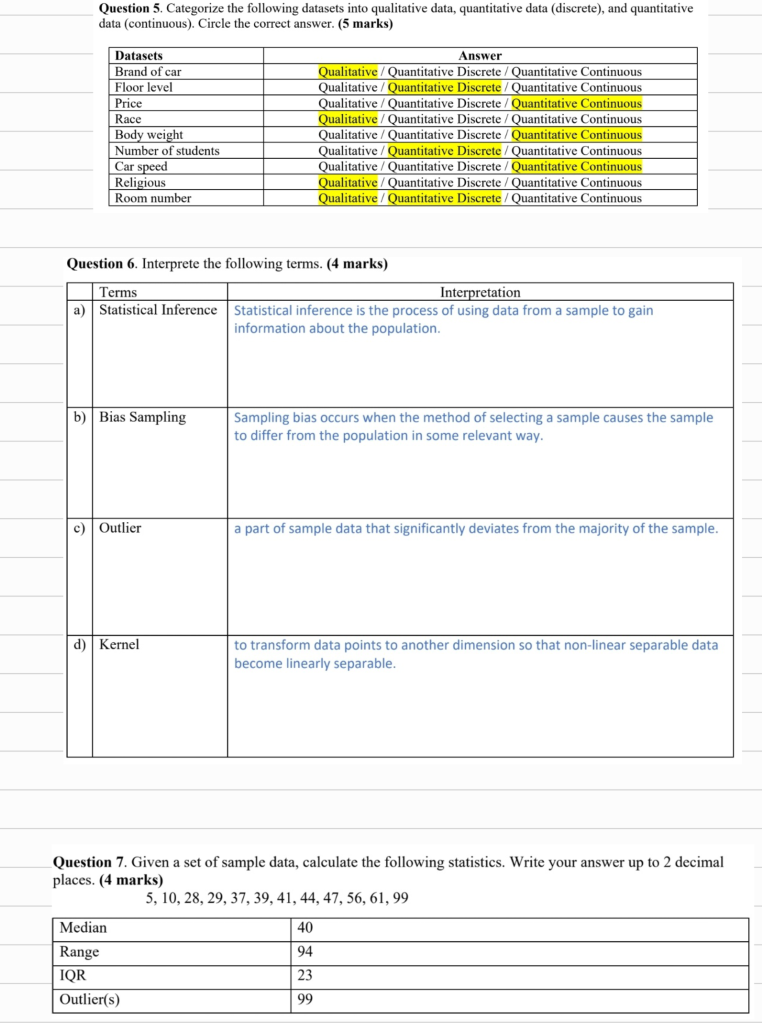 Question 5. Categorize the following datasets into qualitative data, quantitative data (discrete), and quantitative
data (continuous). Circle the correct answer. (5 marks)
Datasets Answer
Brand of car Qualitative / Quantitative Discrete / Quantitative Continuous
Floor level Qualitative / Quantitative Discrete / Quantitative Continuous
Price Qualitative / Quantitative Discrete / Quantitative Continuous
Race Qualitative / Quantitative Discrete / Quantitative Continuous
Body weight Qualitative / Quantitative Discrete / Quantitative Continuous
Number of students Qualitative / Quantitative Discrete / Quantitative Continuous
Car speed Qualitative / Quantitative Discrete / Quantitative Continuous
Religious Qualitative / Quantitative Discrete / Quantitative Continuous
Room number Qualitative / Quantitative Discrete / Quantitative Continuous
Question 6. Interprete the following terms. (4 marks)
Terms Interpretation
a) Statistical Inference Statistical inference is the process of using data from a sample to gain
information about the population.
b) Bias Sampling Sampling bias occurs when the method of selecting a sample causes the sample
to differ from the population in some relevant way.
c) Outlier a part of sample data that significantly deviates from the majority of the sample.
d) Kernel to transform data points to another dimension so that non-linear separable data
become linearly separable.
Question 7. Given a set of sample data, calculate the following statistics. Write your answer up to 2 decimal
places. (4 marks)
5, 10, 28, 29, 37, 39, 41, 44, 47, 56, 61, 99
Median 40
Range 94
IQR 23
Outlier(s) 99